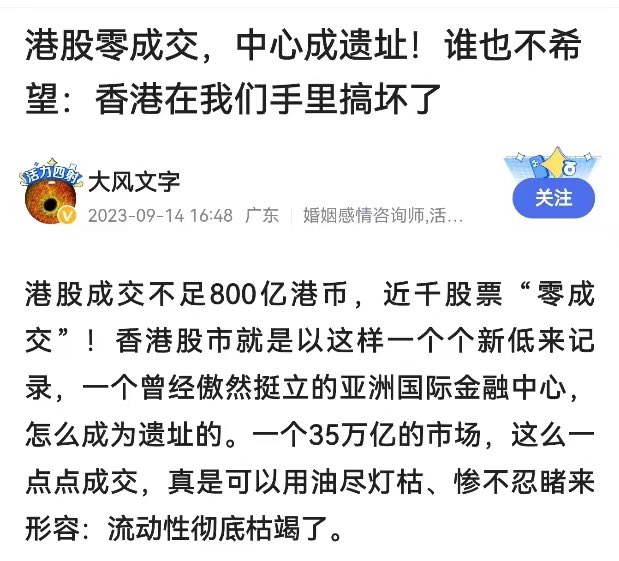 港股零成交，中心成遗址！谁也不希
望：香港在我们手里搞坏了
活力四射
大风文字
2023-09-14 16:48 广东 婚姻感情咨询师,活...
关注
港股成交不足800亿港币，近千股票“零成
交”！香港股市就是以这样一个个新低来记
录，一个曾经傲然挺立的亚洲国际金融中心，
怎么成为遗址的。一个35万亿的市场，这么一
点点成交，真是可以用油尽灯枯、惨不忍睹来
形容：流动性彻底枯竭了。